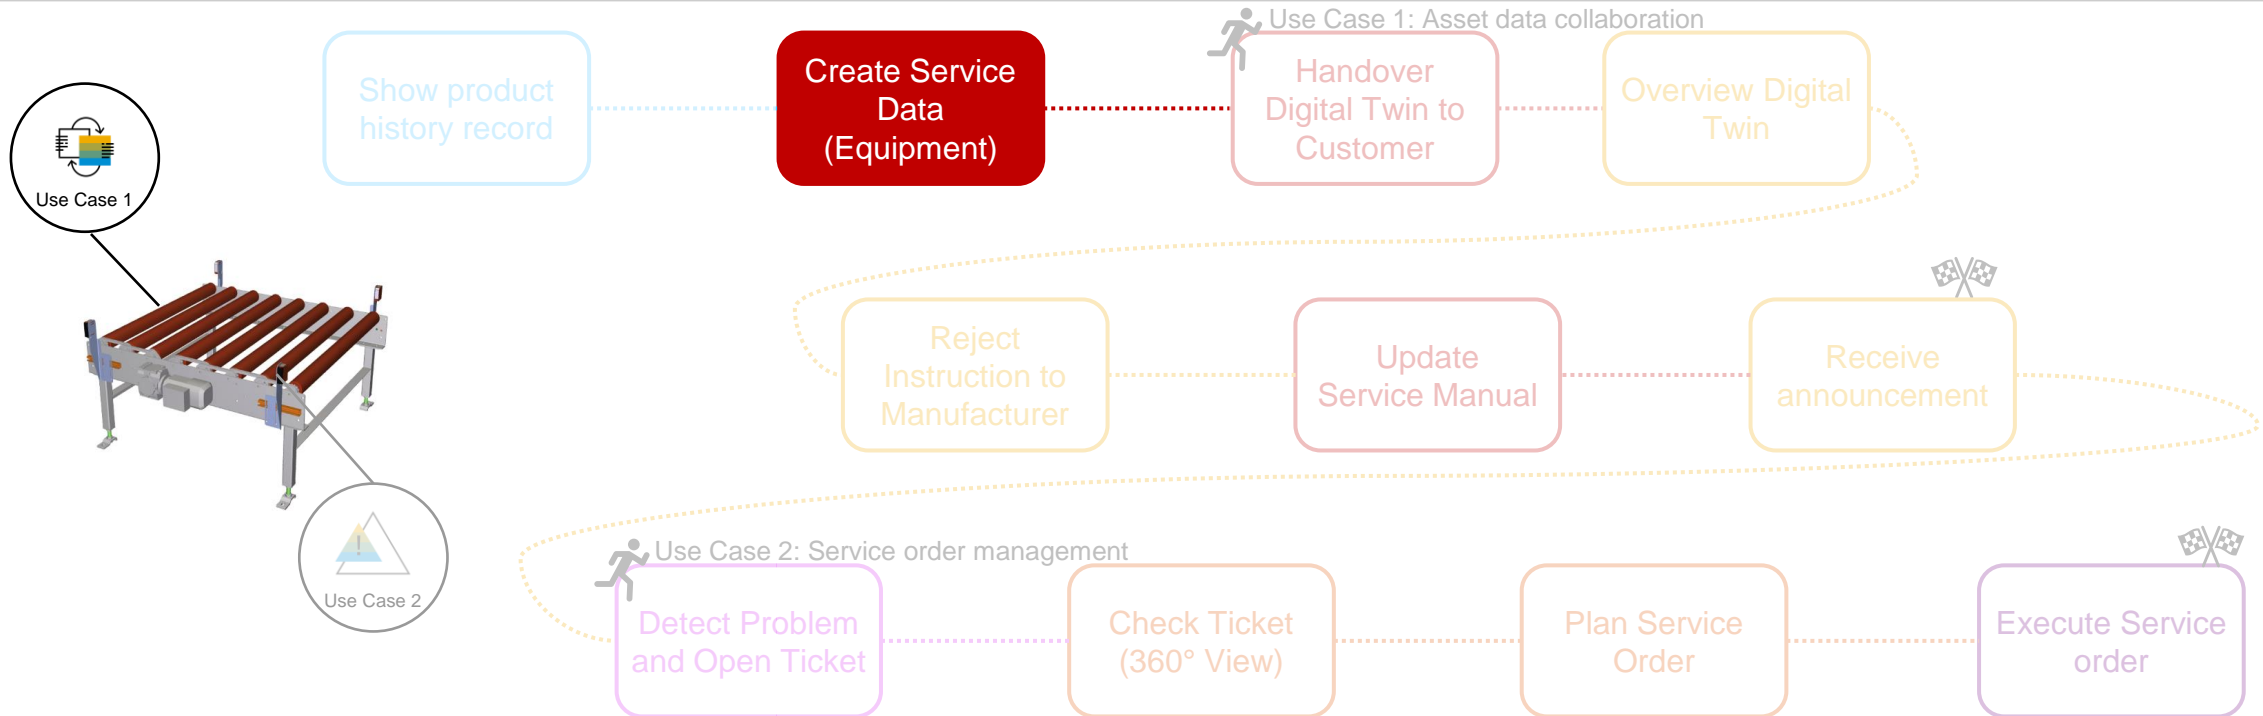 Use Case 1: Asset data collaboration
Show product
history record
Create Service
Data
(Equipment)
Handover
Digital Twin to
Customer
Overview Digital
Twin
Use Case 1
Reject
Instruction to
Manufacturer
Update
Service Manual
Receive
announcement
Use Case 2
Use Case 2: Service order management
Detect Problem
and Open Ticket
Check Ticket
(360° View)
Plan Service
Order
Execute Service
order